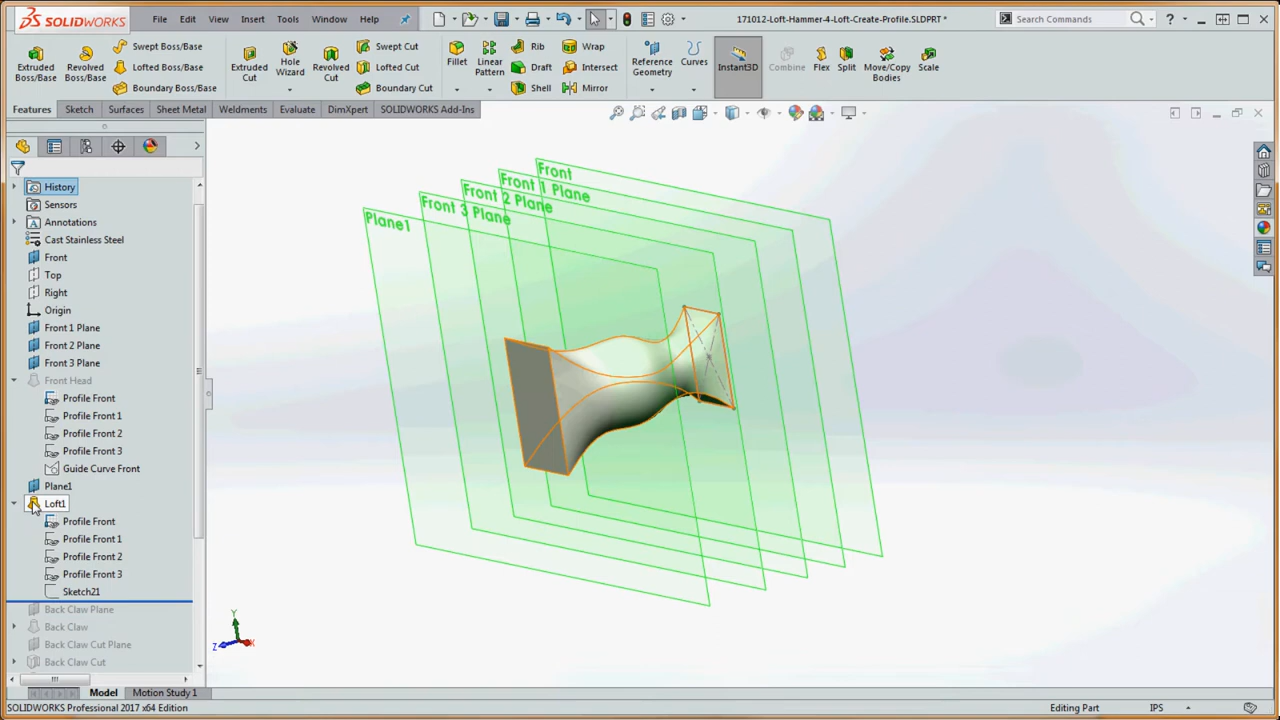 SOLIDWORKS File Edit View Insert Tools Window Help 171012-Loft-Hammer-4-Loft-Create-Profile.SLDPRT * Search Commands
Extruded Boss/Base
Revolved Boss/Base
Swept Boss/Base
Lofted Boss/Base
Boundary Boss/Base
Extruded Cut
Hole Wizard
Revolved Cut
Swept Cut
Lofted Cut
Boundary Cut
Fillet
Linear Pattern
Rib
Draft
Shell
Wrap
Intersect
Mirror
Reference Geometry
Curves
Instant3D
Combine
Flex
Split
Move/Copy Bodies
Scale
Features Sketch Surfaces Sheet Metal Weldments Evaluate DimXpert SOLIDWORKS Add-Ins
History
Sensors
Annotations
Cast Stainless Steel
Front
Top
Right
Origin
Front 1 Plane
Front 2 Plane
Front 3 Plane
Front Head
Profile Front
Profile Front 1
Profile Front 2
Profile Front 3
Guide Curve Front
Plane1
Loft1
Profile Front
Profile Front 1
Profile Front 2
Profile Front 3
Sketch21
Back Claw Plane
Back Claw
Back Claw Cut Plane
Back Claw Cut
Front
Front 1 Plane
Front 2 Plane
Front 3 Plane
Plane1
Y
Z
X
Model Motion Study 1
SOLIDWORKS Professional 2017 x64 Edition Editing Part IPS